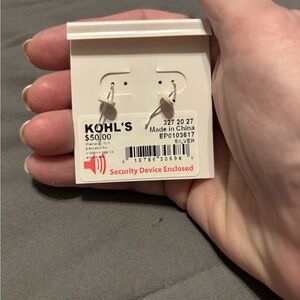 KOHL'S
$50.00
327 20 27
Made in China
EP0103617
SILVER
Security Device Enclosed